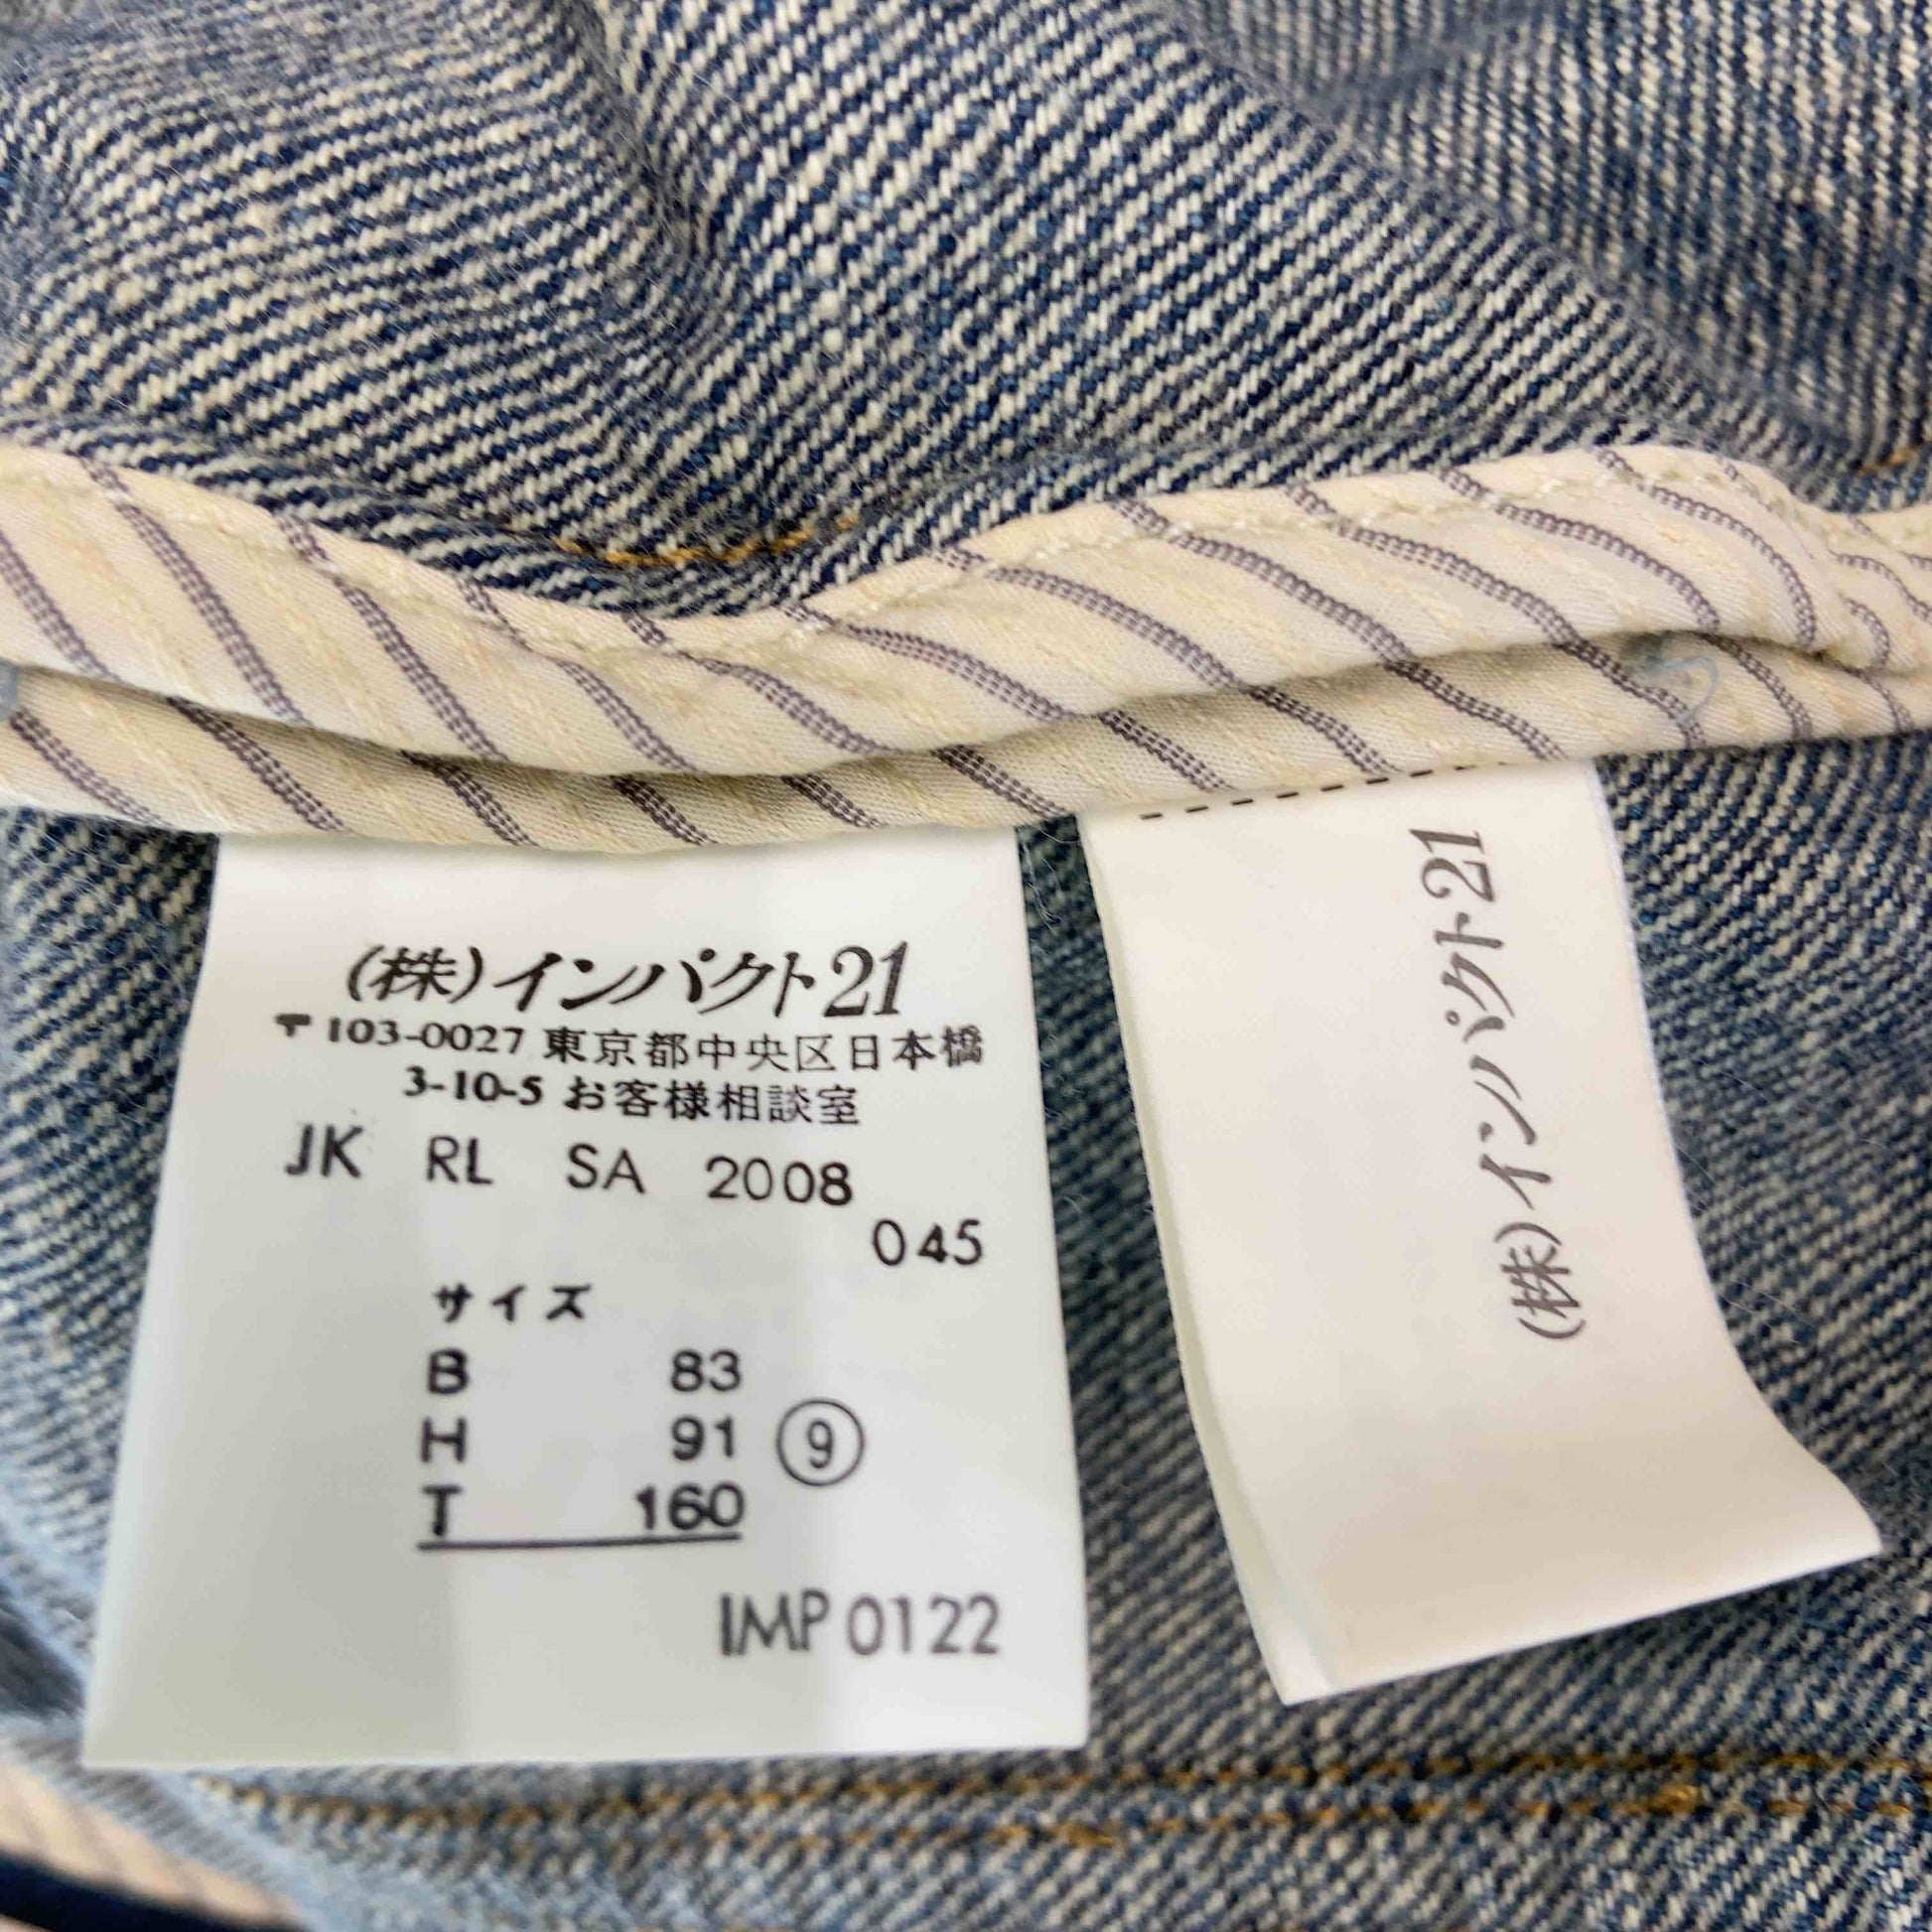 (株)インパクト21
〒103-0027 東京都中央区日本橋
3-10-5 お客様相談室
JK RL SA 2008
045
サイズ
B 83
H 91 ⑨
T 160
IMP 0122
(株)インパクト21